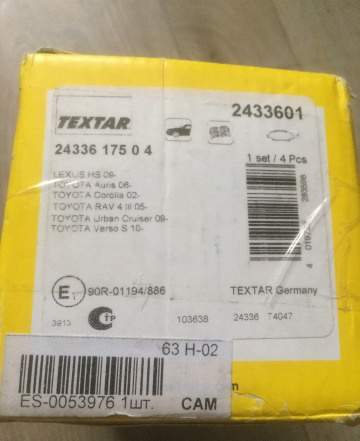 TEXTAR
2433601
24336 175 0 4
1 set / 4 Pcs
LEXUS HS 09-
TOYOTA Auris 06-
TOYOTA Corolla 02-
TOYOTA RAV 4 III 05-
TOYOTA Urban Cruiser 09-
TOYOTA Verso S 10-
E1
90R-01194/886
TEXTAR Germany
3913
103638
24336
T4047
63 H-02
ES-0053976 1шт.
CAM